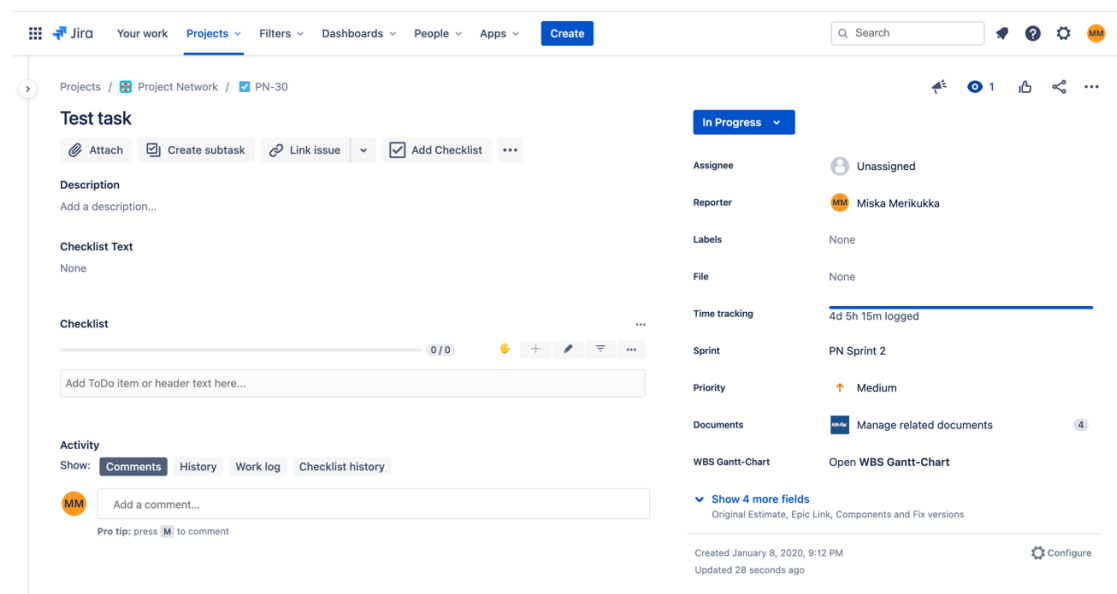 Jira Your work Projects Filters Dashboards People Apps Create Search MM
Projects / Project Network / PN-30 1
Test task
In Progress
Attach Create subtask Link issue Add Checklist
Description
Add a description...
Checklist Text
None
Checklist
0 / 0
Add ToDo item or header text here...
Activity
Show: Comments History Work log Checklist history
MM Add a comment...
Pro tip: press M to comment
Assignee Unassigned
Reporter MM Miska Merikukka
Labels None
File None
Time tracking 4d 5h 15m logged
Sprint PN Sprint 2
Priority Medium
Documents Manage related documents 4
WBS Gantt-Chart Open WBS Gantt-Chart
Show 4 more fields
Original Estimate, Epic Link, Components and Fix versions
Created January 8, 2020, 9:12 PM Configure
Updated 28 seconds ago